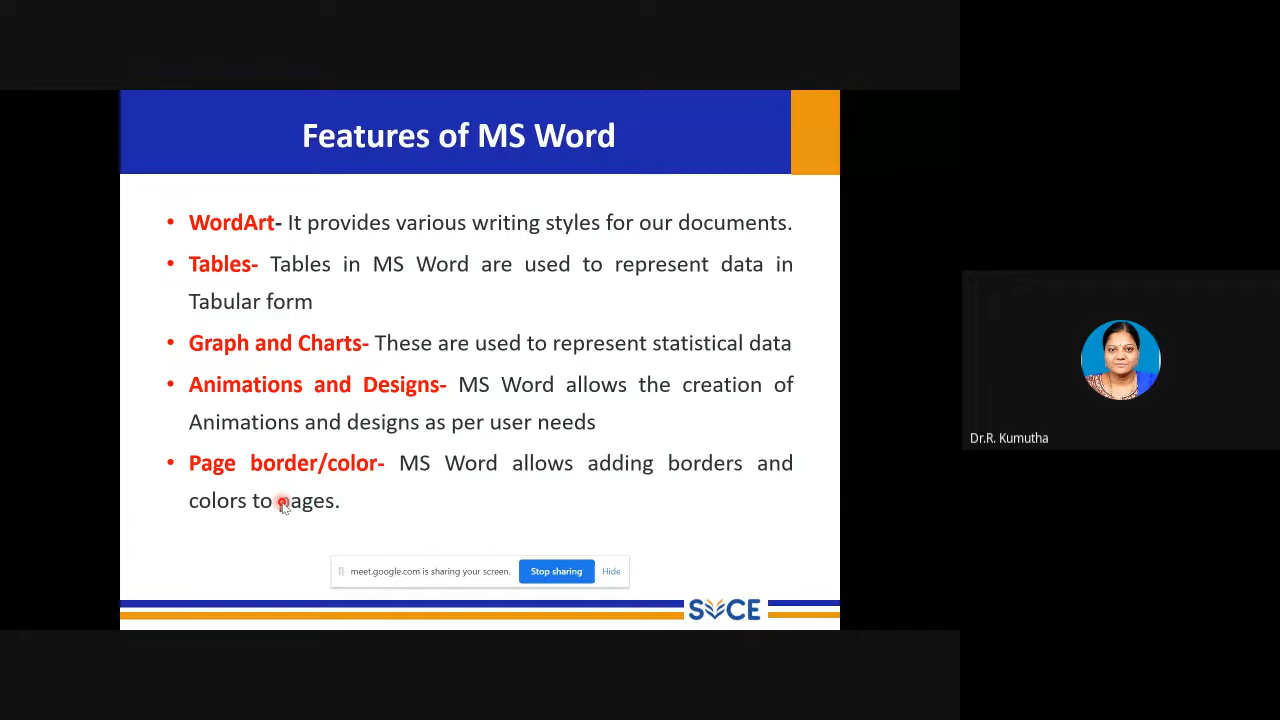 Features of MS Word
• WordArt- It provides various writing styles for our documents.
• Tables- Tables in MS Word are used to represent data in
Tabular form
• Graph and Charts- These are used to represent statistical data
• Animations and Designs- MS Word allows the creation of
Animations and designs as per user needs
• Page border/color- MS Word allows adding borders and
colors to pages.
meet.google.com is sharing your screen. Stop sharing Hide
SVCE
Dr.R. Kumutha